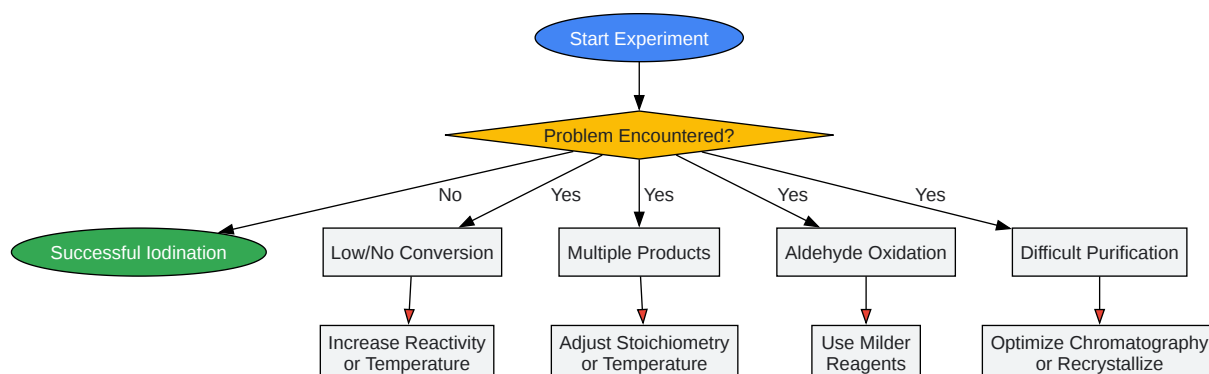 Start Experiment
Problem Encountered?
No
Yes
Yes
Yes
Yes
Successful Iodination
Low/No Conversion
Multiple Products
Aldehyde Oxidation
Difficult Purification
Increase Reactivity
or Temperature
Adjust Stoichiometry
or Temperature
Use Milder
Reagents
Optimize Chromatography
or Recrystallize